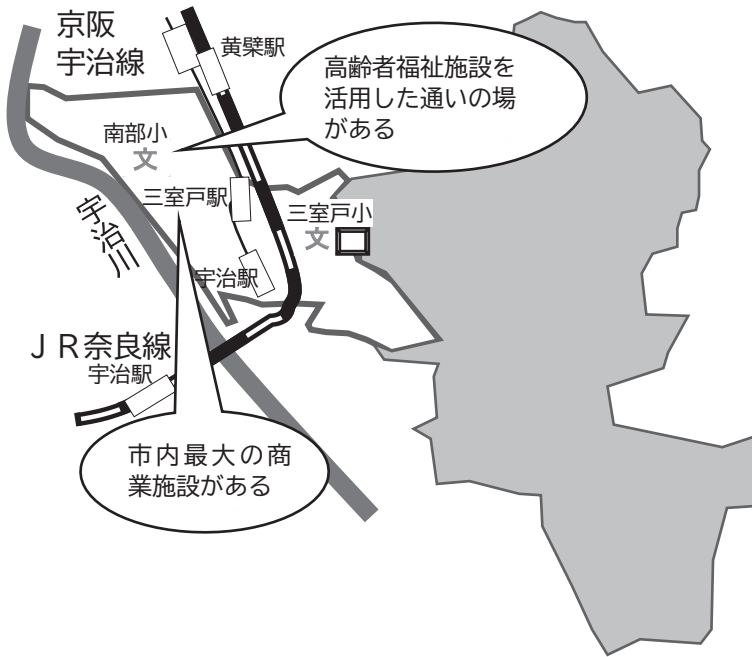 京阪
宇治線
黄檗駅
高齢者福祉施設を
活用した通いの場
がある
南部小
文
三室戸駅
三室戸小
文
宇治川
宇治駅
ＪＲ奈良線
宇治駅
市内最大の商
業施設がある